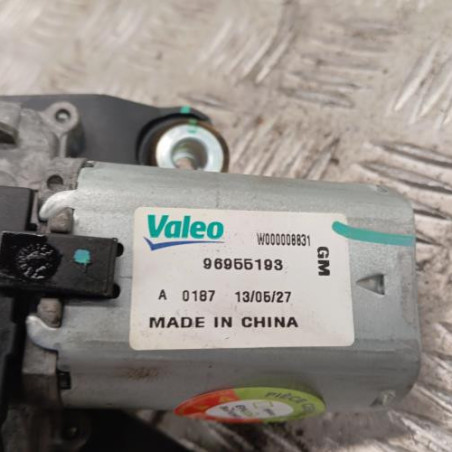 Valeo
W000008831
96955193
GM
A 0187 13/05/27
MADE IN CHINA